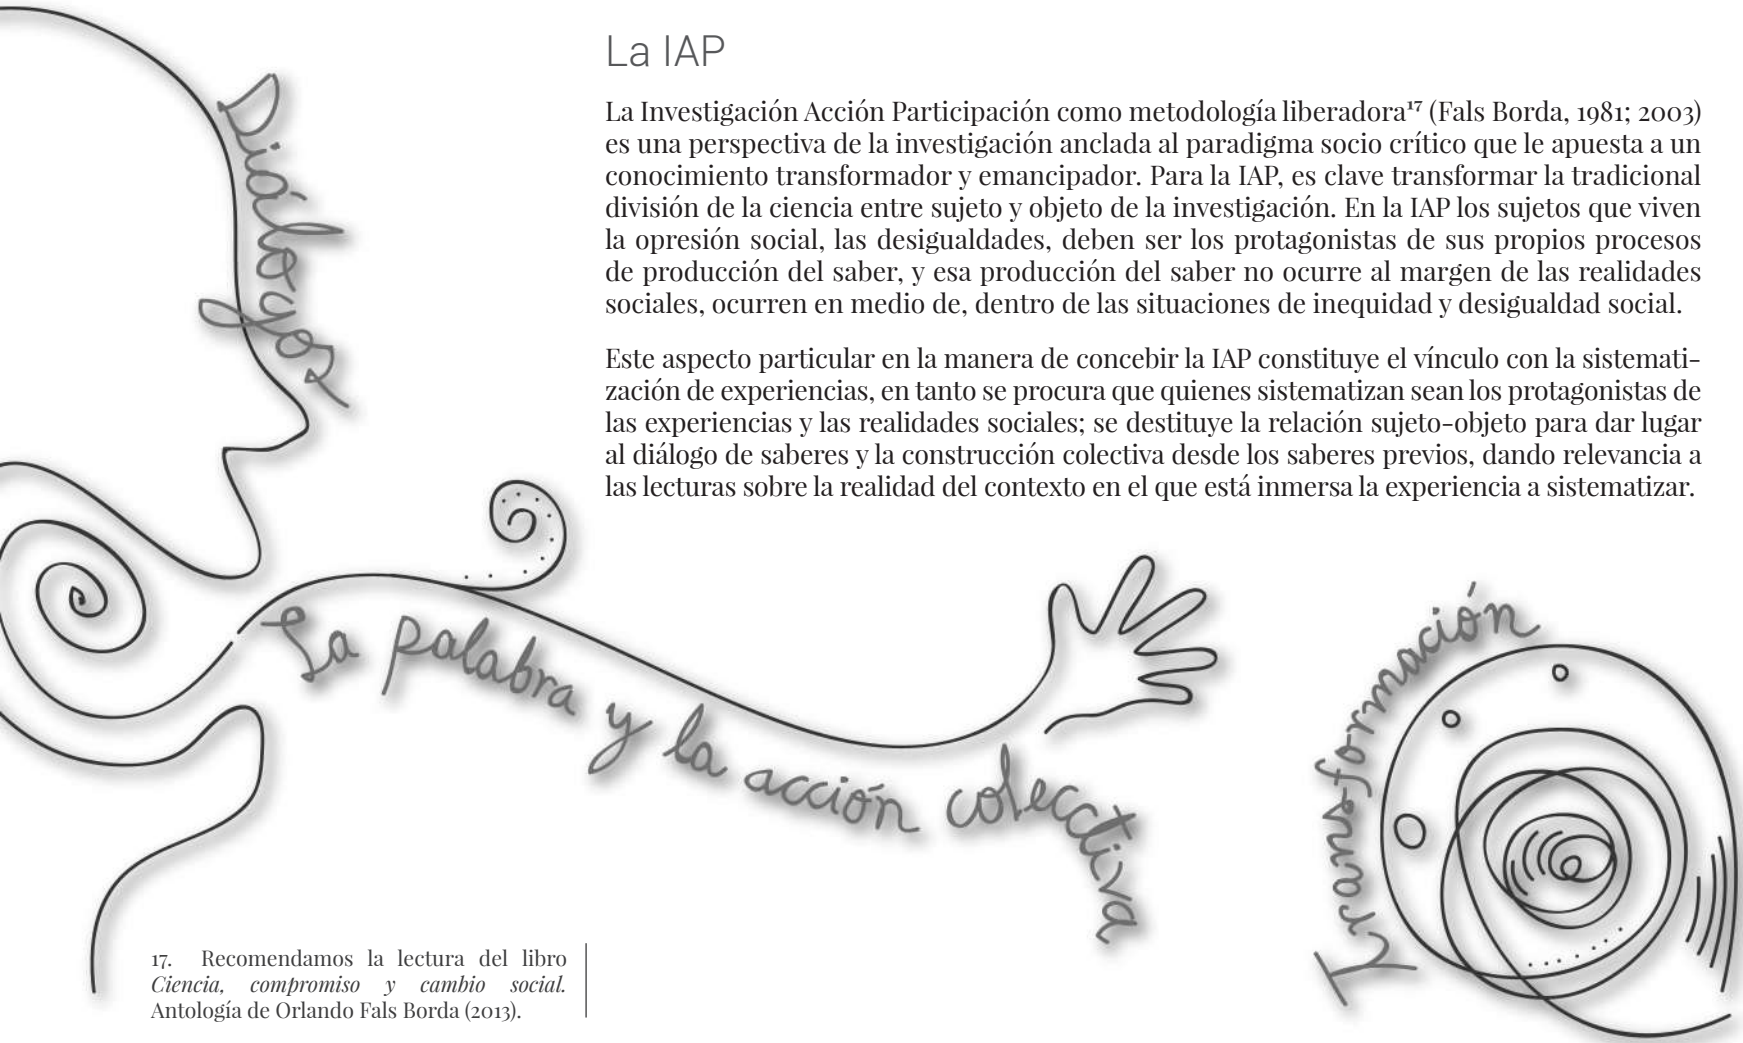 La IAP
La Investigación Acción Participación como metodología liberadora¹⁷ (Fals Borda, 1981; 2003)
es una perspectiva de la investigación anclada al paradigma socio crítico que le apuesta a un
conocimiento transformador y emancipador. Para la IAP, es clave transformar la tradicional
división de la ciencia entre sujeto y objeto de la investigación. En la IAP los sujetos que viven
la opresión social, las desigualdades, deben ser los protagonistas de sus propios procesos
de producción del saber, y esa producción del saber no ocurre al margen de las realidades
sociales, ocurren en medio de, dentro de las situaciones de inequidad y desigualdad social.
Este aspecto particular en la manera de concebir la IAP constituye el vínculo con la sistemati-
zación de experiencias, en tanto se procura que quienes sistematizan sean los protagonistas de
las experiencias y las realidades sociales; se destituye la relación sujeto-objeto para dar lugar
al diálogo de saberes y la construcción colectiva desde los saberes previos, dando relevancia a
las lecturas sobre la realidad del contexto en el que está inmersa la experiencia a sistematizar.
Diálogos
La palabra y la acción colectiva
Transformación
17. Recomendamos la lectura del libro
Ciencia, compromiso y cambio social.
Antología de Orlando Fals Borda (2013).